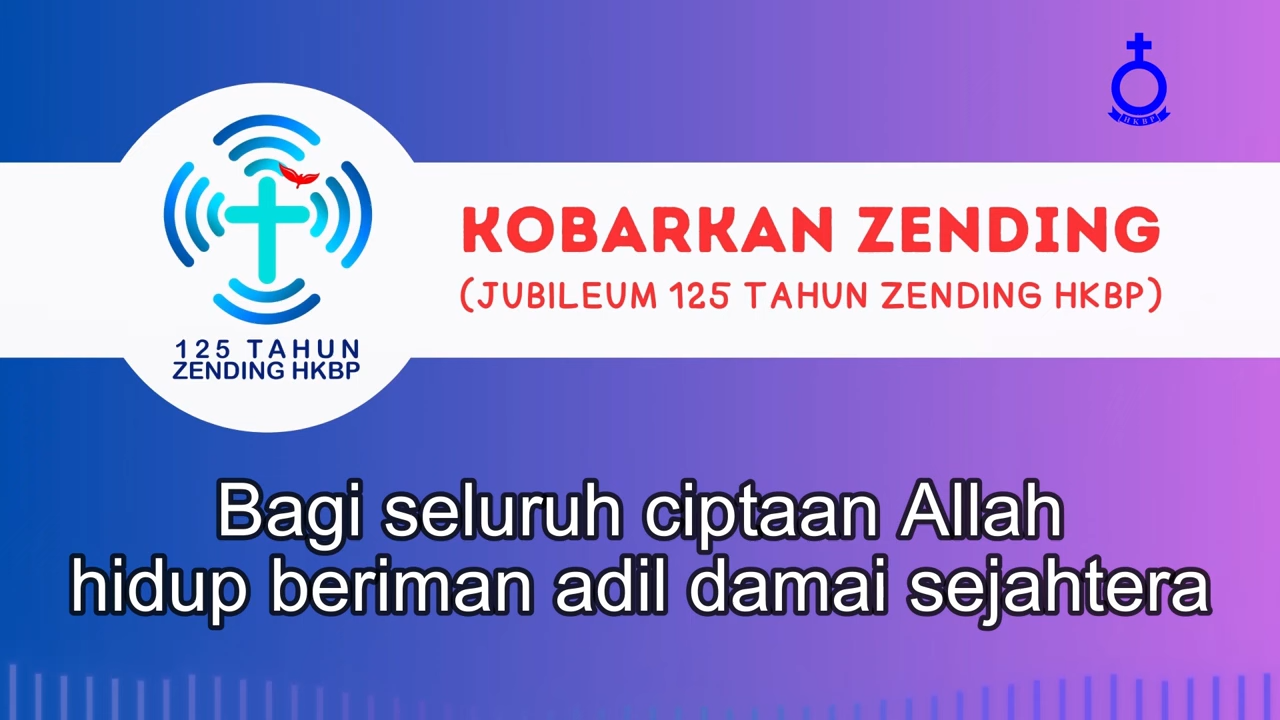 HKBP
KOBARKAN ZENDING
(JUBILEUM 125 TAHUN ZENDING HKBP)
125 TAHUN
ZENDING HKBP
Bagi seluruh ciptaan Allah
hidup beriman adil damai sejahtera